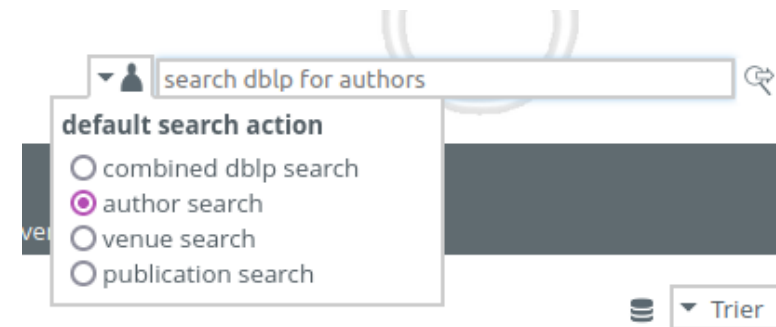 search dblp for authors
default search action
combined dblp search
author search
venue search
publication search
Trier